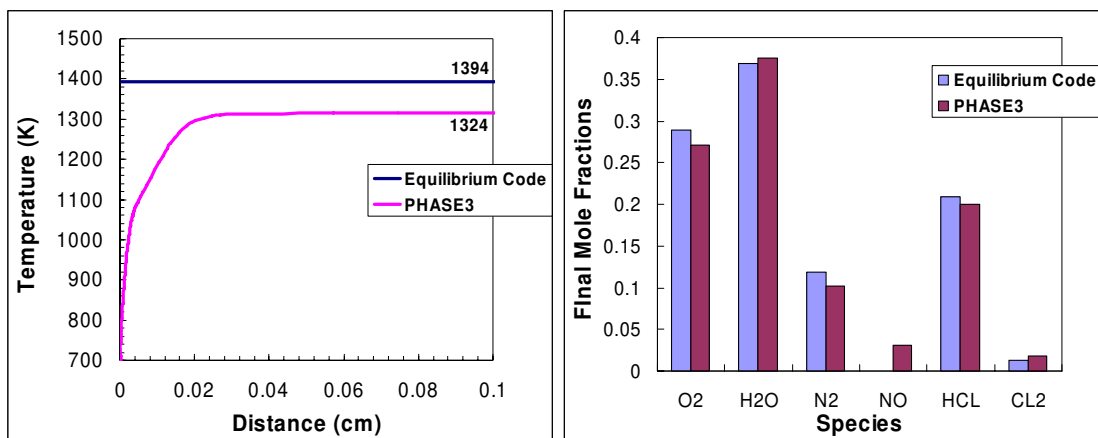 1500
1400
1300
1200
1100
1000
900
800
700
Temperature (K)
1394
1324
Equilibrium Code
PHASE3
0
0.02
0.04
0.06
0.08
0.1
Distance (cm)
0.4
0.35
0.3
0.25
0.2
0.15
0.1
0.05
0
FInal Mole Fractions
Equilibrium Code
PHASE3
O2
H2O
N2
NO
HCL
CL2
Species